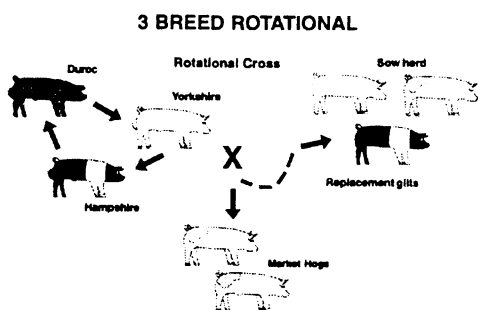 3 BREED ROTATIONAL
Rotational Cross
Duroc
Yorkshire
Hampshire
X
Sow herd
Replacement gilts
Market Hogs